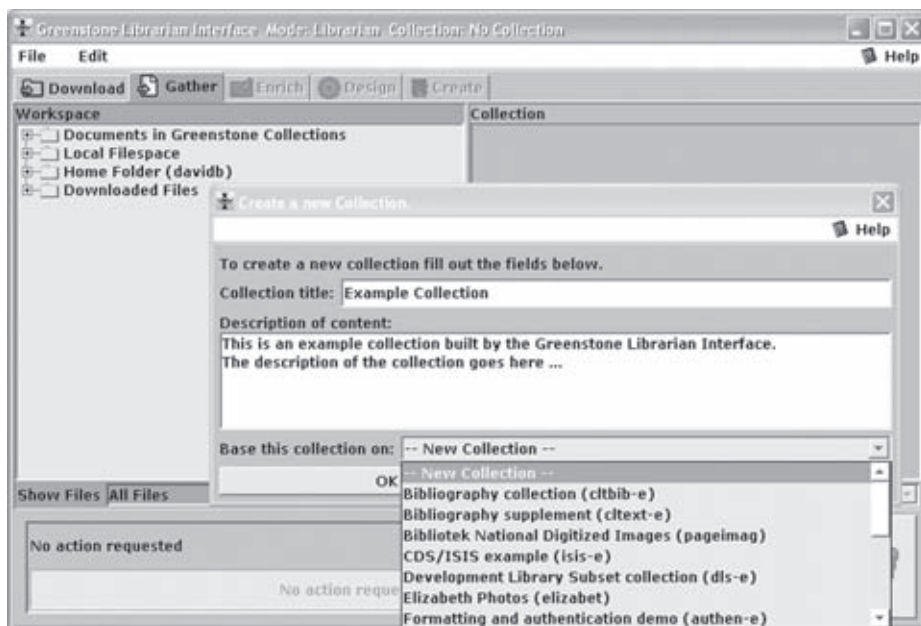 Greenstone Librarian Interface Mode: Librarian Collection: No Collection
File Edit Help
Download Gather Enrich Design Create
Workspace Collection
Documents in Greenstone Collections
Local Filespace
Home Folder (davidb)
Downloaded Files
Create a new Collection
Help
To create a new collection fill out the fields below.
Collection title: Example Collection
Description of content:
This is an example collection built by the Greenstone Librarian Interface.
The description of the collection goes here ...
Base this collection on: -- New Collection --
OK
-- New Collection --
Bibliography collection (cltbib-e)
Bibliography supplement (cltext-e)
Bibliotek National Digitized Images (pageimag)
CDS/ISIS example (isis-e)
Development Library Subset collection (dls-e)
Elizabeth Photos (elizabet)
Formatting and authentication demo (authen-e)
Show Files All Files
No action requested
No action reque